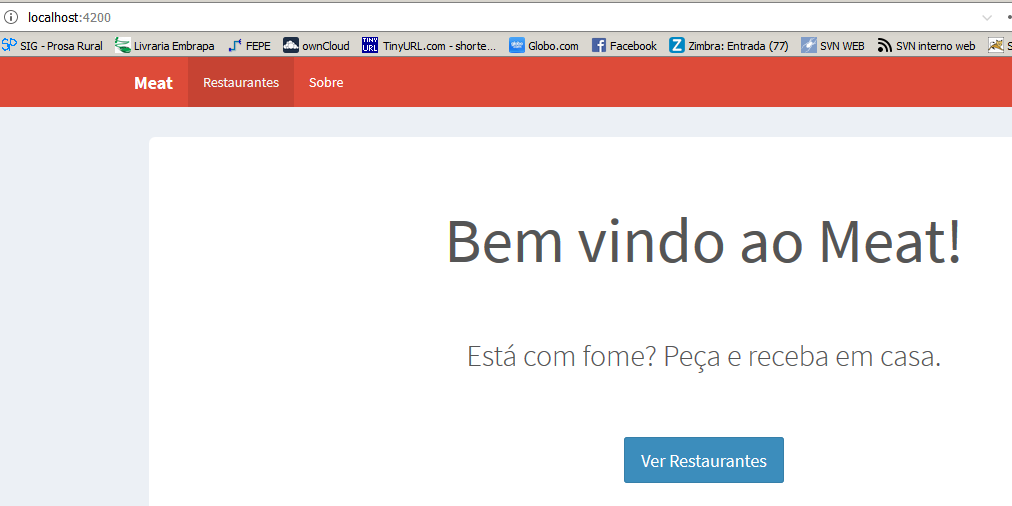 localhost:4200
SIG - Prosa Rural Livraria Embrapa FEPE ownCloud TINY URL TinyURL.com - shorte... Globo.com Facebook Zimbra: Entrada (77) SVN WEB SVN interno web S
Meat Restaurantes Sobre
Bem vindo ao Meat!
Está com fome? Peça e receba em casa.
Ver Restaurantes